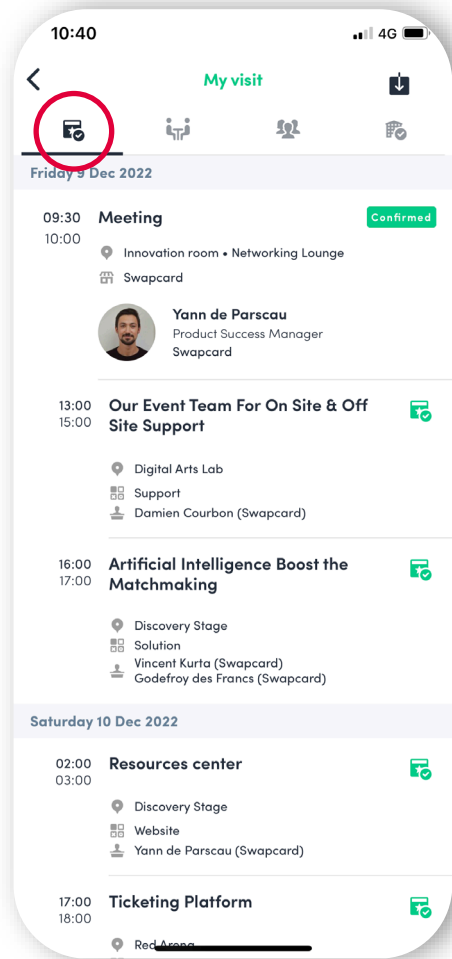 10:40
4G
My visit
Friday 9 Dec 2022
09:30 Meeting Confirmed
10:00
Innovation room • Networking Lounge
Swapcard
Yann de Parscau
Product Success Manager
Swapcard
13:00 Our Event Team For On Site & Off
15:00 Site Support
Digital Arts Lab
Support
Damien Courbon (Swapcard)
16:00 Artificial Intelligence Boost the
17:00 Matchmaking
Discovery Stage
Solution
Vincent Kurta (Swapcard)
Godefroy des Francs (Swapcard)
Saturday 10 Dec 2022
02:00 Resources center
03:00
Discovery Stage
Website
Yann de Parscau (Swapcard)
17:00 Ticketing Platform
18:00
Red Arena